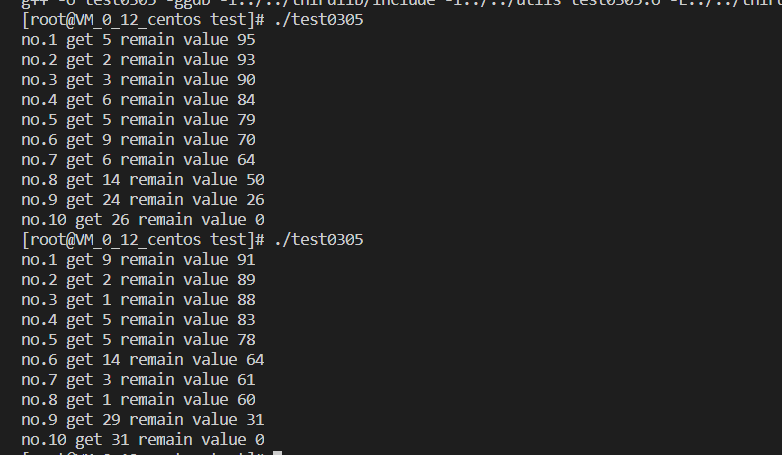 -o test0305 -ggdb
[root@VM_0_12_centos test]# ./test0305
no.1 get 5 remain value 95
no.2 get 2 remain value 93
no.3 get 3 remain value 90
no.4 get 6 remain value 84
no.5 get 5 remain value 79
no.6 get 9 remain value 70
no.7 get 6 remain value 64
no.8 get 14 remain value 50
no.9 get 24 remain value 26
no.10 get 26 remain value 0
[root@VM_0_12_centos test]# ./test0305
no.1 get 9 remain value 91
no.2 get 2 remain value 89
no.3 get 1 remain value 88
no.4 get 5 remain value 83
no.5 get 5 remain value 78
no.6 get 14 remain value 64
no.7 get 3 remain value 61
no.8 get 1 remain value 60
no.9 get 29 remain value 31
no.10 get 31 remain value 0